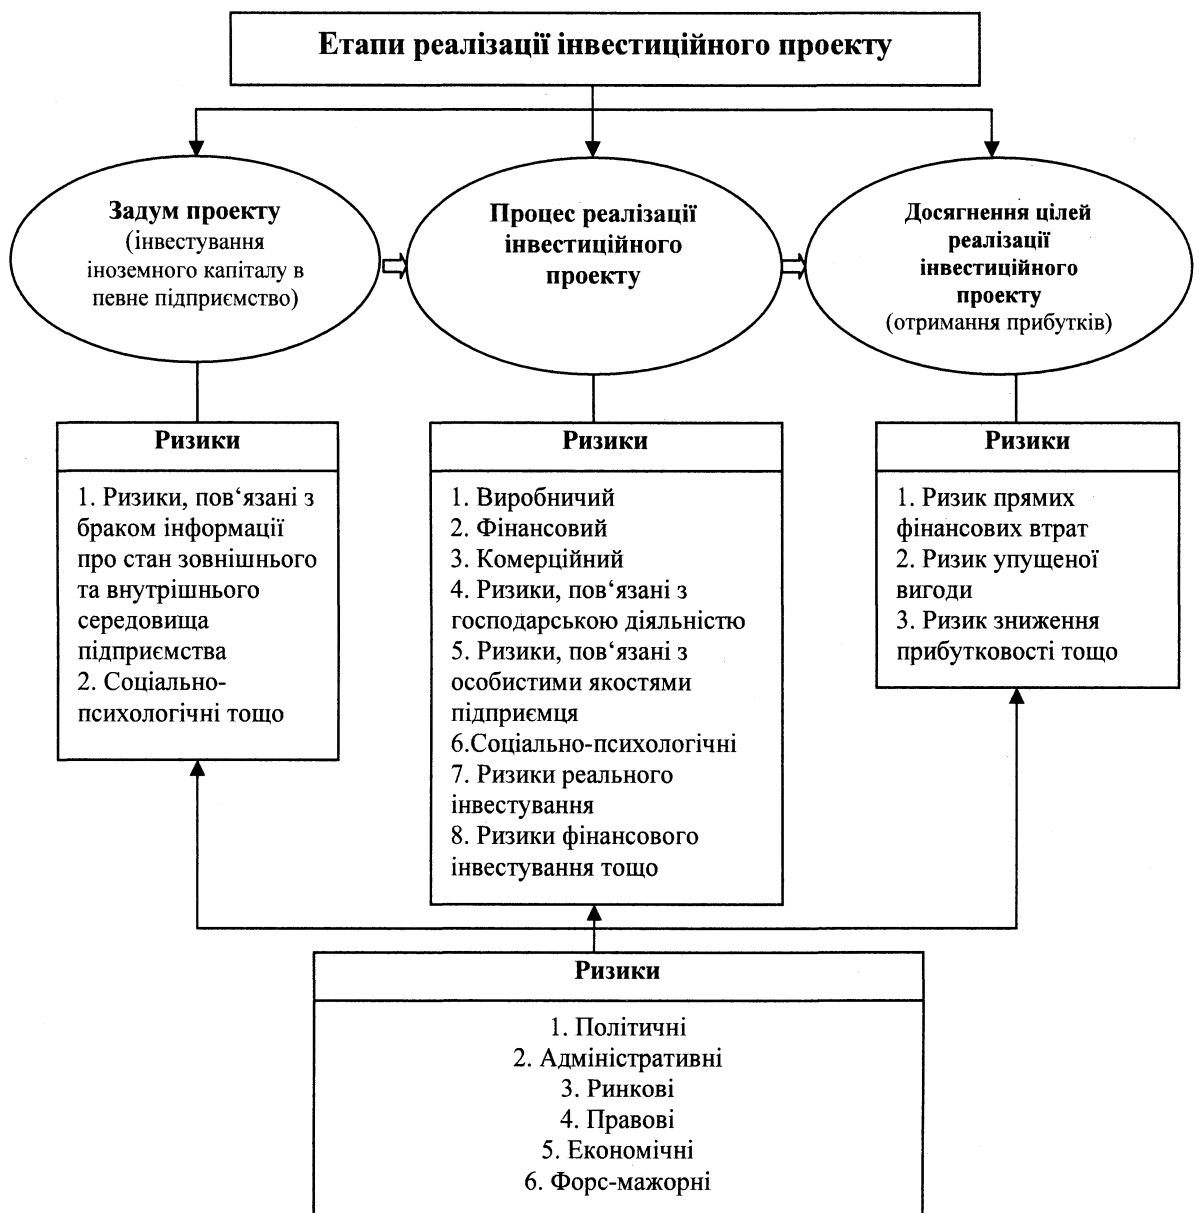 Етапи реалізації інвестиційного проекту
Задум проекту
(інвестування
іноземного капіталу в
певне підприємство)
Процес реалізації
інвестиційного
проекту
Досягнення цілей
реалізації
інвестиційного
проекту
(отримання прибутків)
Ризики
1. Ризики, пов‘язані з
браком інформації
про стан зовнішнього
та внутрішнього
середовища
підприємства
2. Соціально-
психологічні тощо
Ризики
1. Виробничий
2. Фінансовий
3. Комерційний
4. Ризики, пов‘язані з
господарською діяльністю
5. Ризики, пов‘язані з
особистими якостями
підприємця
6.Соціально-психологічні
7. Ризики реального
інвестування
8. Ризики фінансового
інвестування тощо
Ризики
1. Ризик прямих
фінансових втрат
2. Ризик упущеної
вигоди
3. Ризик зниження
прибутковості тощо
Ризики
1. Політичні
2. Адміністративні
3. Ринкові
4. Правові
5. Економічні
6. Форс-мажорні